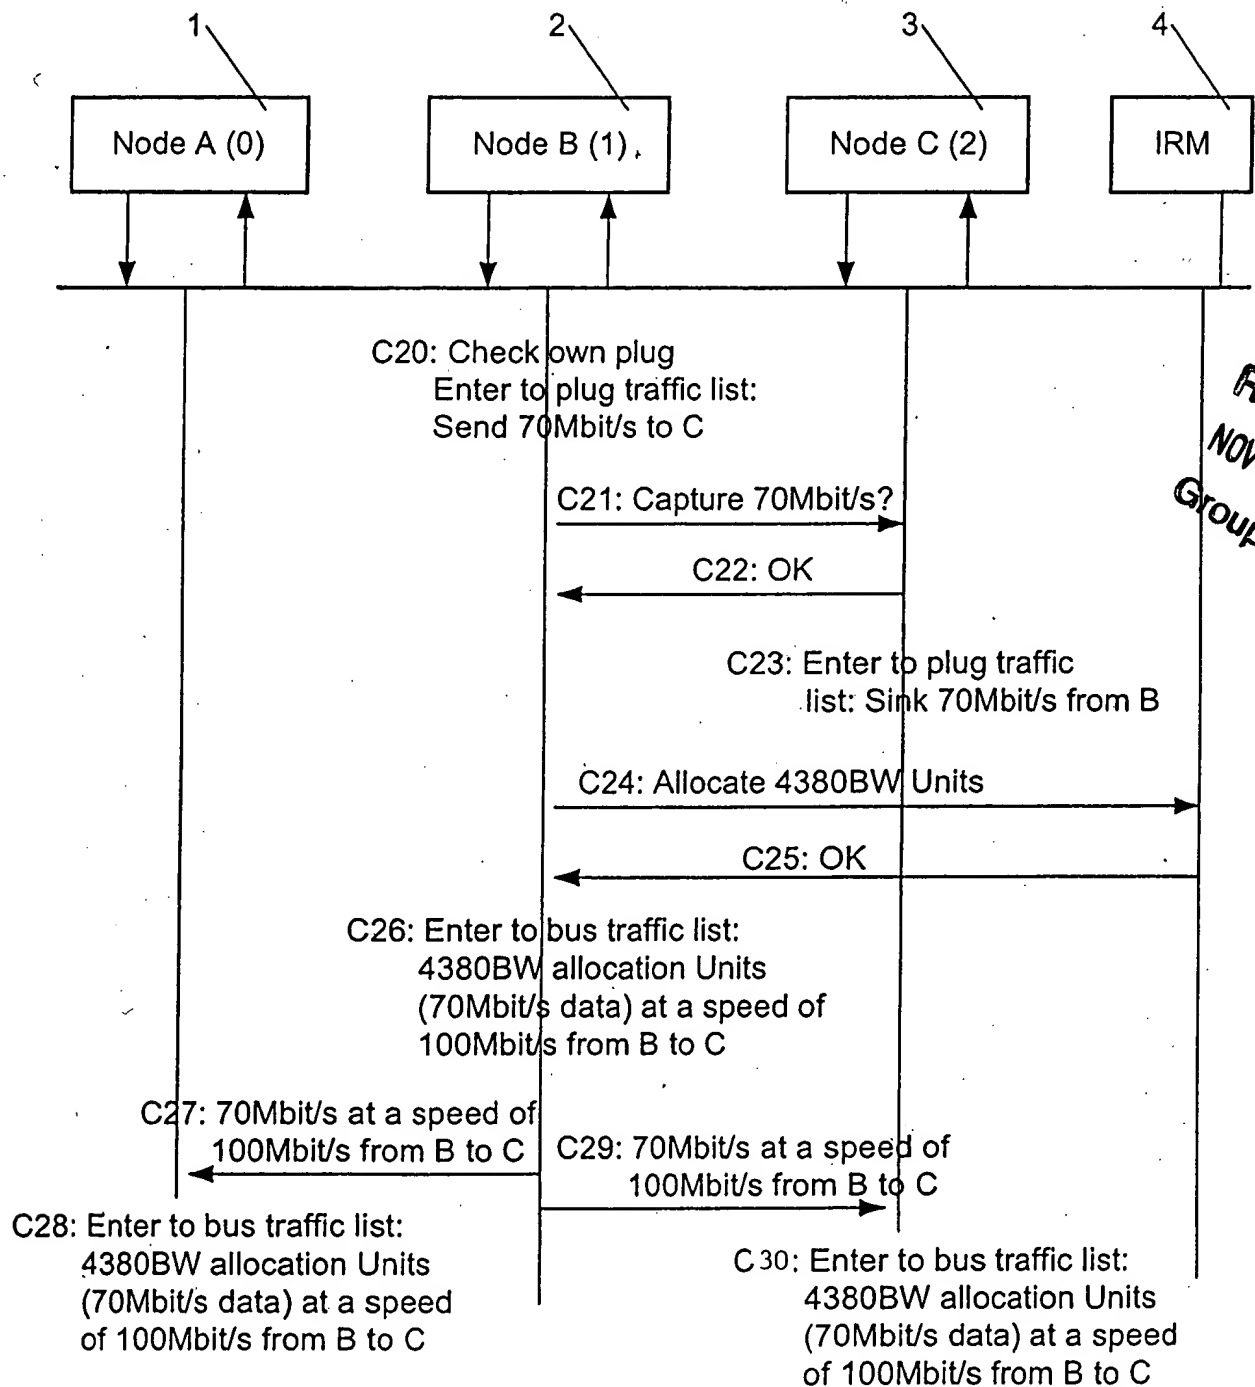 1 2 3 4
Node A (0) Node B (1) Node C (2) IRM
C20: Check own plug
Enter to plug traffic list:
Send 70Mbit/s to C
C21: Capture 70Mbit/s?
C22: OK
C23: Enter to plug traffic
list: Sink 70Mbit/s from B
C24: Allocate 4380BW Units
C25: OK
C26: Enter to bus traffic list:
4380BW allocation Units
(70Mbit/s data) at a speed of
100Mbit/s from B to C
C27: 70Mbit/s at a speed of
100Mbit/s from B to C
C29: 70Mbit/s at a speed of
100Mbit/s from B to C
C28: Enter to bus traffic list:
4380BW allocation Units
(70Mbit/s data) at a speed
of 100Mbit/s from B to C
C30: Enter to bus traffic list:
4380BW allocation Units
(70Mbit/s data) at a speed
of 100Mbit/s from B to C
NOV
Group